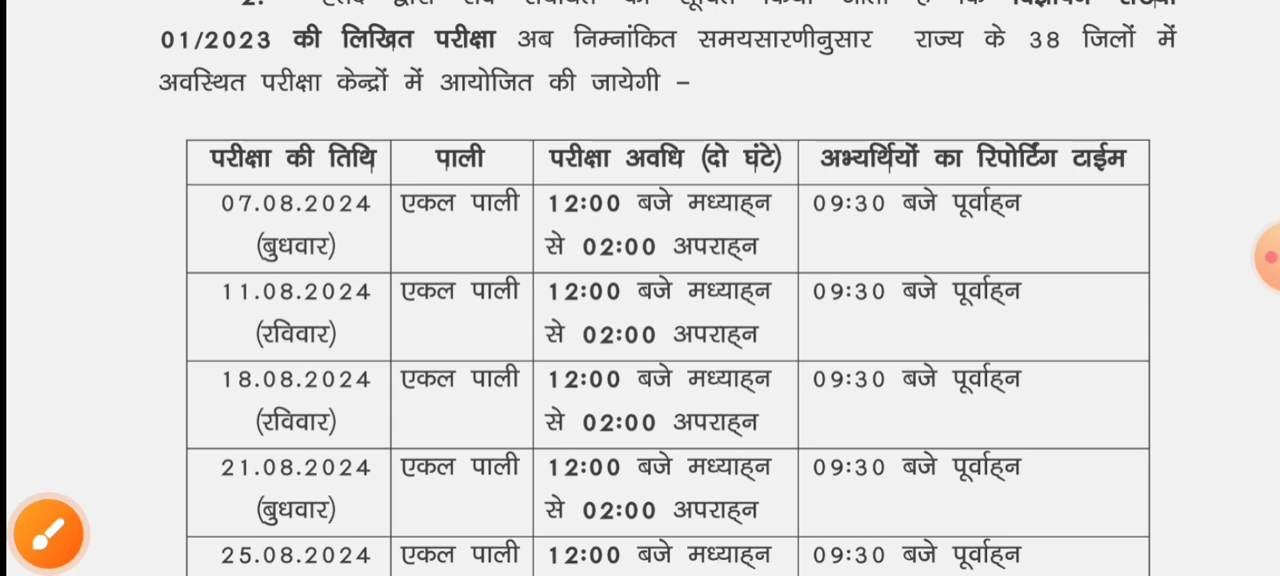 01/2023 की लिखित परीक्षा अब निम्नांकित समयसारणीनुसार राज्य के 38 जिलों में
अवस्थित परीक्षा केन्द्रों में आयोजित की जायेगी –
परीक्षा की तिथि पाली परीक्षा अवधि (दो घंटे) अभ्यर्थियों का रिपोर्टिंग टाईम
07.08.2024 एकल पाली 12:00 बजे मध्याह्न 09:30 बजे पूर्वाह्न
(बुधवार) से 02:00 अपराह्न
11.08.2024 एकल पाली 12:00 बजे मध्याह्न 09:30 बजे पूर्वाह्न
(रविवार) से 02:00 अपराह्न
18.08.2024 एकल पाली 12:00 बजे मध्याह्न 09:30 बजे पूर्वाह्न
(रविवार) से 02:00 अपराह्न
21.08.2024 एकल पाली 12:00 बजे मध्याह्न 09:30 बजे पूर्वाह्न
(बुधवार) से 02:00 अपराह्न
25.08.2024 एकल पाली 12:00 बजे मध्याह्न 09:30 बजे पूर्वाह्न